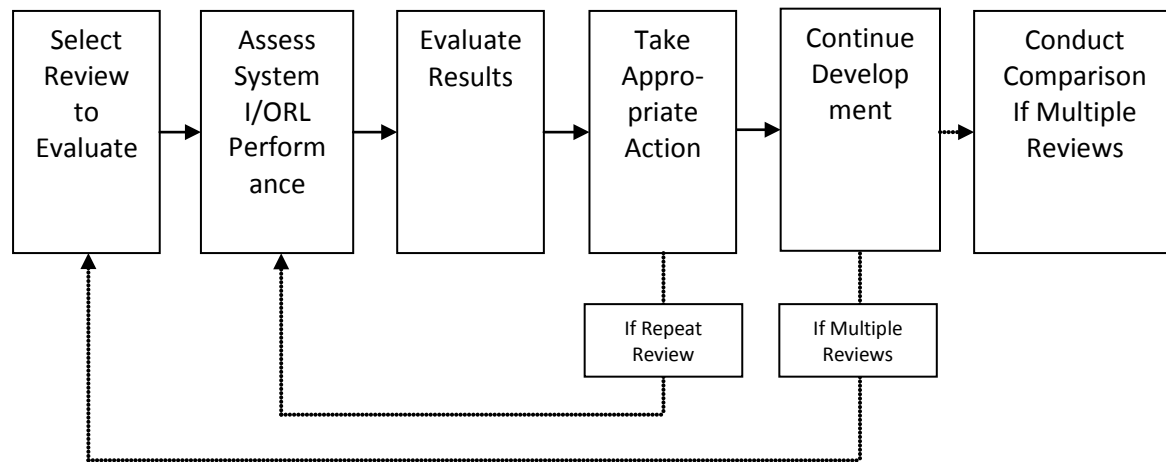 Select
Review
to
Evaluate
Assess
System
I/ORL
Perform
ance
Evaluate
Results
Take
Appro-
priate
Action
Continue
Develop
ment
Conduct
Comparison
If Multiple
Reviews
If Repeat
Review
If Multiple
Reviews